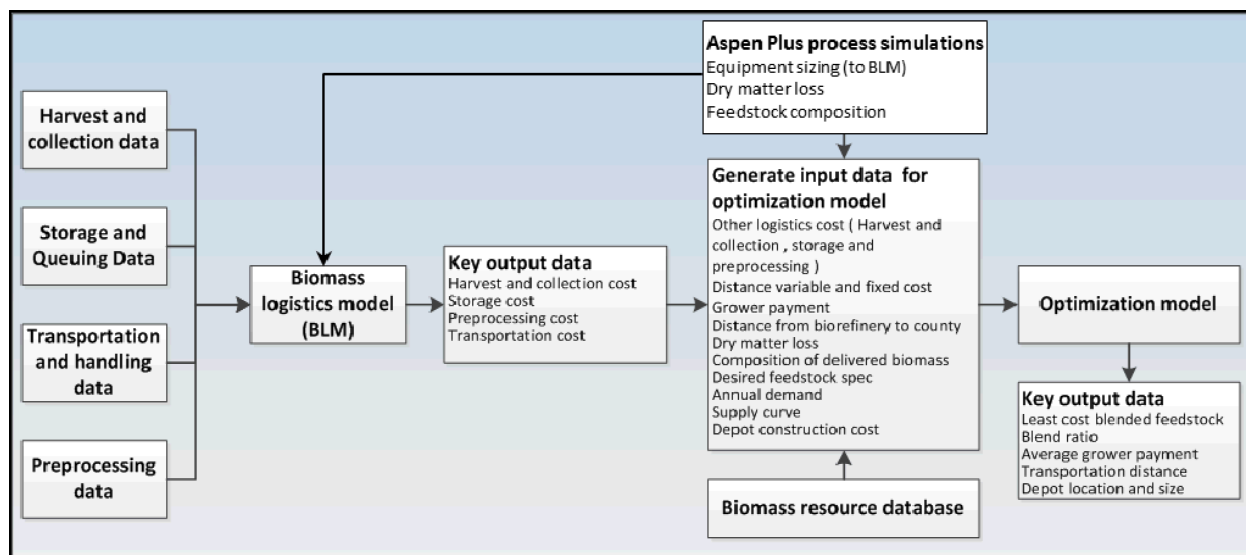 Aspen Plus process simulations
Equipment sizing (to BLM)
Dry matter loss
Feedstock composition
Harvest and
collection data
Storage and
Queuing Data
Transportation
and handling
data
Preprocessing
data
Biomass
logistics model
(BLM)
Key output data
Harvest and collection cost
Storage cost
Preprocessing cost
Transportation cost
Generate input data for
optimization model
Other logistics cost ( Harvest and
collection , storage and
preprocessing )
Distance variable and fixed cost
Grower payment
Distance from biorefinery to county
Dry matter loss
Composition of delivered biomass
Desired feedstock spec
Annual demand
Supply curve
Depot construction cost
Biomass resource database
Optimization model
Key output data
Least cost blended feedstock
Blend ratio
Average grower payment
Transportation distance
Depot location and size